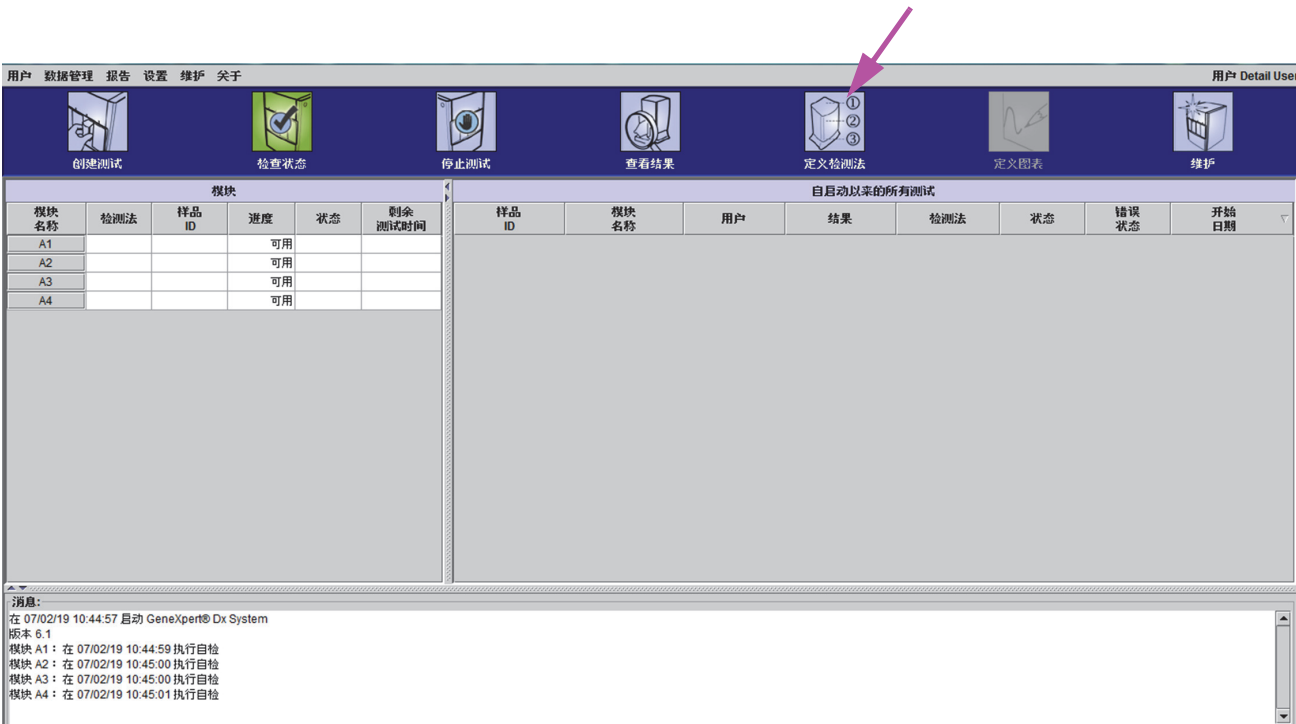 用户 数据管理 报告 设置 维护 关于
用户 Detail User
① ② ③
创建测试 检查状态 停止测试 查看结果 定义检测法 定义图表 维护
模块
自启动以来的所有测试
模块名称 检测法 样品ID 进度 状态 剩余测试时间
样品ID 模块名称 用户 结果 检测法 状态 错误状态 开始日期
A1 可用
A2 可用
A3 可用
A4 可用
消息:
在 07/02/19 10:44:57 启动 GeneXpert® Dx System
版本 6.1
模块 A1：在 07/02/19 10:44:59 执行自检
模块 A2：在 07/02/19 10:45:00 执行自检
模块 A3：在 07/02/19 10:45:00 执行自检
模块 A4：在 07/02/19 10:45:01 执行自检